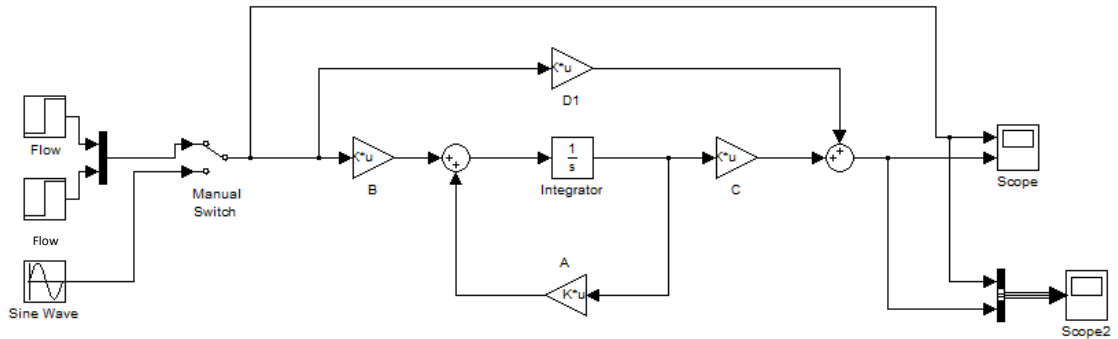 K*u
D1
Flow
K*u
B
+
+
1
s
Integrator
K*u
C
+
+
Scope
Manual
Switch
Flow
A
K*u
Sine Wave
Scope2